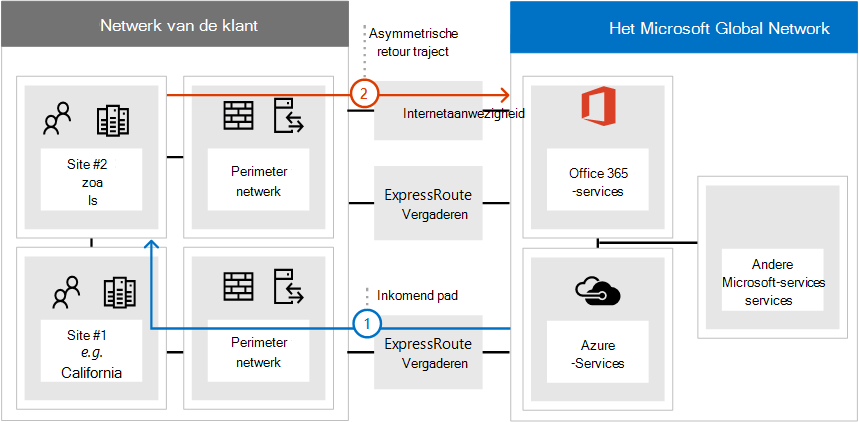 Netwerk van de klant
Asymmetrische
retour traject
Het Microsoft Global Network
2
Internetaanwezigheid
Site #2
zoa
ls
Perimeter
netwerk
Office 365
-services
ExpressRoute
Vergaderen
Andere
Microsoft-services
services
Inkomend pad
1
Site #1
e.g.
California
Perimeter
netwerk
ExpressRoute
Vergaderen
Azure
-Services